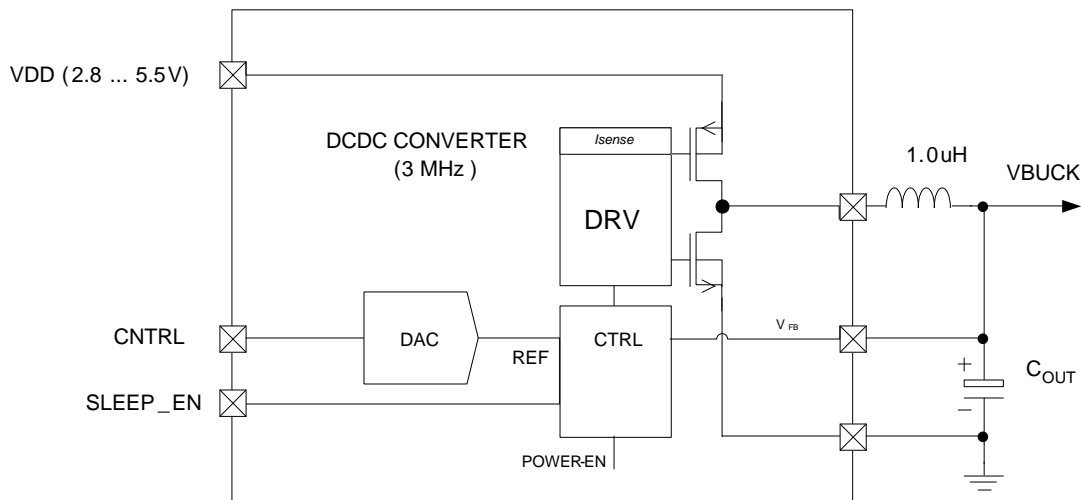 VDD (2.8 ... 5.5V)
DCDC CONVERTER
(3 MHz )
Isense
1.0uH
VBUCK
DRV
CNTRL
DAC
REF
CTRL
V FB
SLEEP_EN
+
COUT
−
POWER-EN